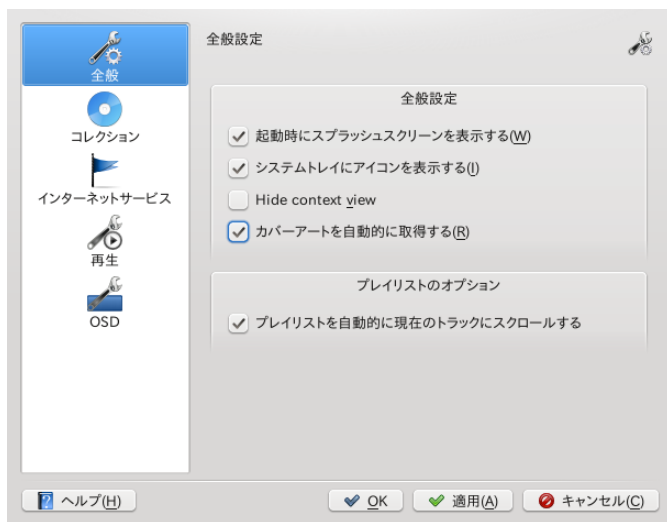 全般
コレクション
インターネットサービス
再生
OSD
全般設定
全般設定
起動時にスプラッシュスクリーンを表示する(W)
システムトレイにアイコンを表示する(I)
Hide context view
カバーアートを自動的に取得する(R)
プレイリストのオプション
プレイリストを自動的に現在のトラックにスクロールする
ヘルプ(H)
OK
適用(A)
キャンセル(C)